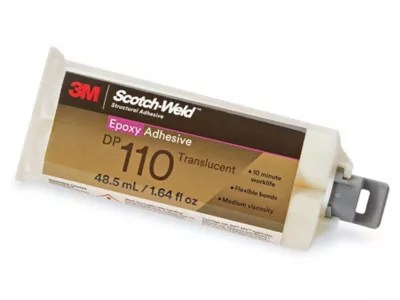 3M Scotch-Weld™
Structural Adhesive
Epoxy Adhesive
DP 110 Translucent
48.5 mL / 1.64 fl oz
• 10 minute
worklife
• Flexible bonds
• Medium viscosity